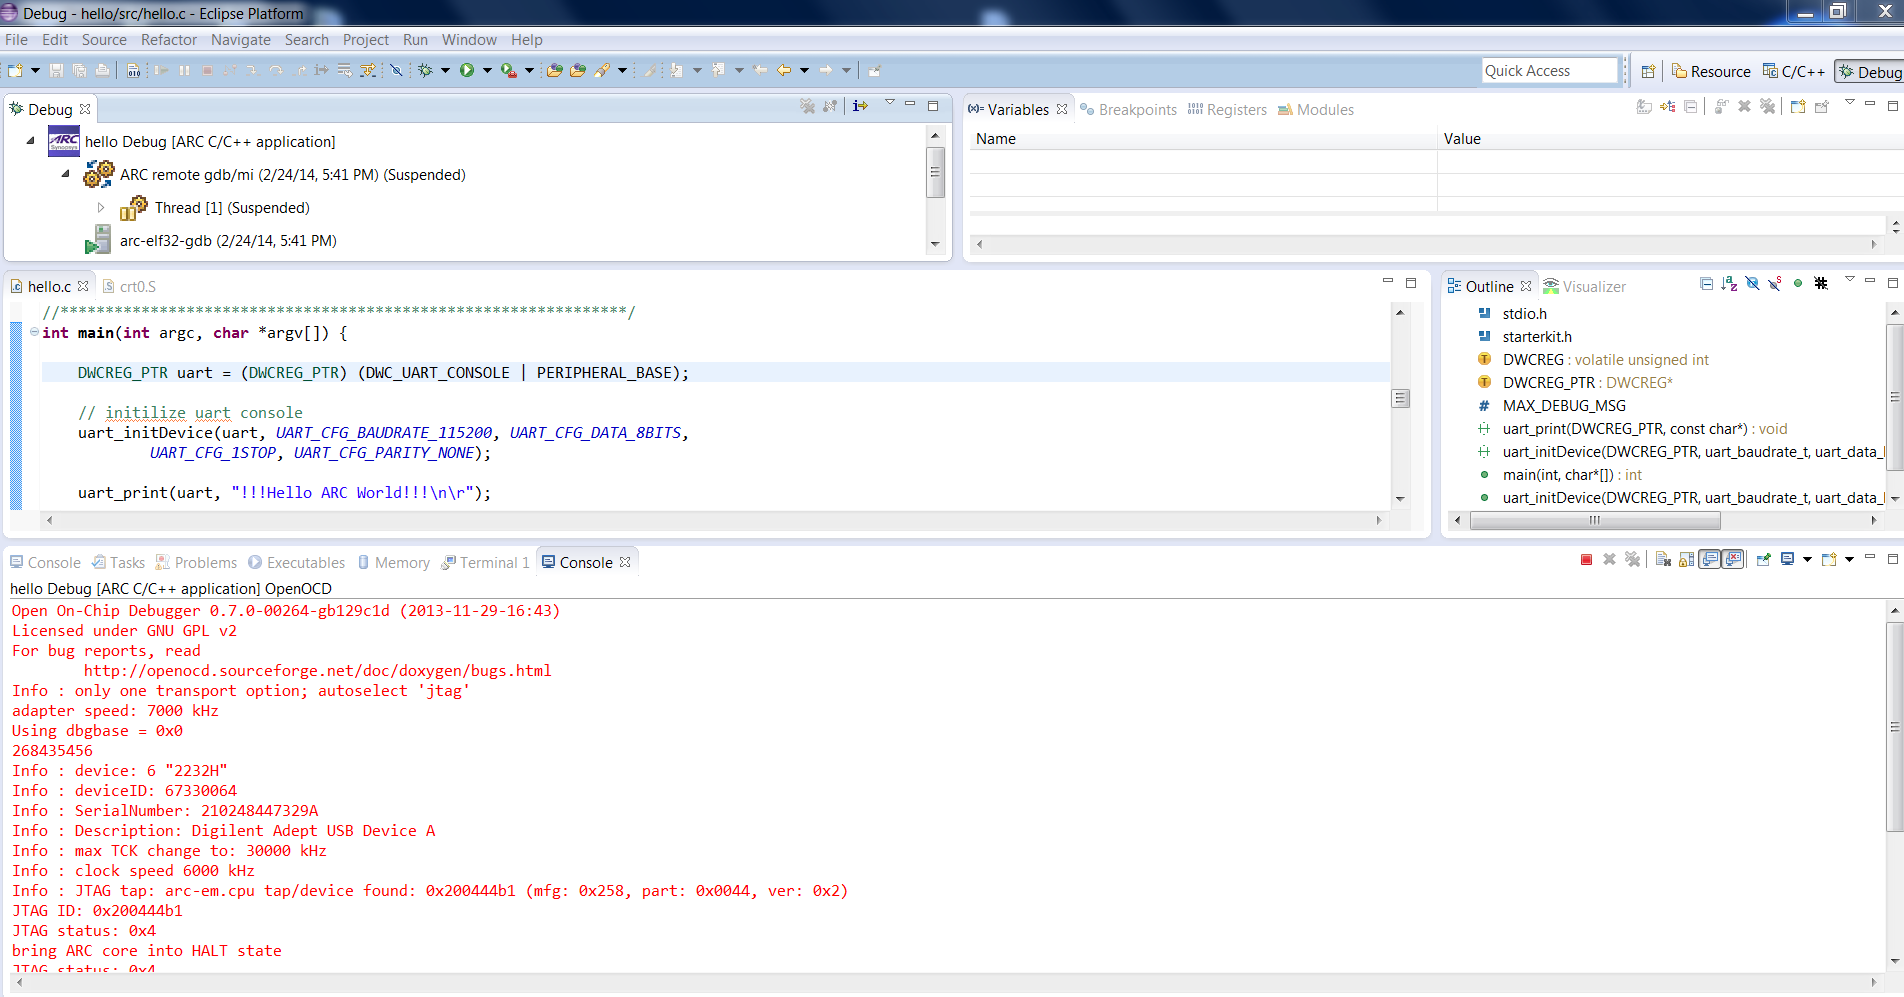 Debug - hello/src/hello.c - Eclipse Platform
File Edit Source Refactor Navigate Search Project Run Window Help
Quick Access Resource C/C++ Debug
Debug
hello Debug [ARC C/C++ application]
ARC remote gdb/mi (2/24/14, 5:41 PM) (Suspended)
Thread [1] (Suspended)
arc-elf32-gdb (2/24/14, 5:41 PM)
(x)= Variables Breakpoints Registers Modules
Name Value
hello.c crt0.S
//***************************************************************/
int main(int argc, char *argv[]) {
DWCREG_PTR uart = (DWCREG_PTR) (DWC_UART_CONSOLE | PERIPHERAL_BASE);
// initilize uart console
uart_initDevice(uart, UART_CFG_BAUDRATE_115200, UART_CFG_DATA_8BITS,
UART_CFG_1STOP, UART_CFG_PARITY_NONE);
uart_print(uart, "!!!Hello ARC World!!!\n\r");
Outline Visualizer
stdio.h
starterkit.h
DWCREG : volatile unsigned int
DWCREG_PTR : DWCREG*
# MAX_DEBUG_MSG
uart_print(DWCREG_PTR, const char*) : void
uart_initDevice(DWCREG_PTR, uart_baudrate_t, uart_data_
main(int, char*[]) : int
uart_initDevice(DWCREG_PTR, uart_baudrate_t, uart_data_
Console Tasks Problems Executables Memory Terminal 1 Console
hello Debug [ARC C/C++ application] OpenOCD
Open On-Chip Debugger 0.7.0-00264-gb129c1d (2013-11-29-16:43)
Licensed under GNU GPL v2
For bug reports, read
http://openocd.sourceforge.net/doc/doxygen/bugs.html
Info : only one transport option; autoselect 'jtag'
adapter speed: 7000 kHz
Using dbgbase = 0x0
268435456
Info : device: 6 "2232H"
Info : deviceID: 67330064
Info : SerialNumber: 210248447329A
Info : Description: Digilent Adept USB Device A
Info : max TCK change to: 30000 kHz
Info : clock speed 6000 kHz
Info : JTAG tap: arc-em.cpu tap/device found: 0x200444b1 (mfg: 0x258, part: 0x0044, ver: 0x2)
JTAG ID: 0x200444b1
JTAG status: 0x4
bring ARC core into HALT state
JTAG status: 0x4